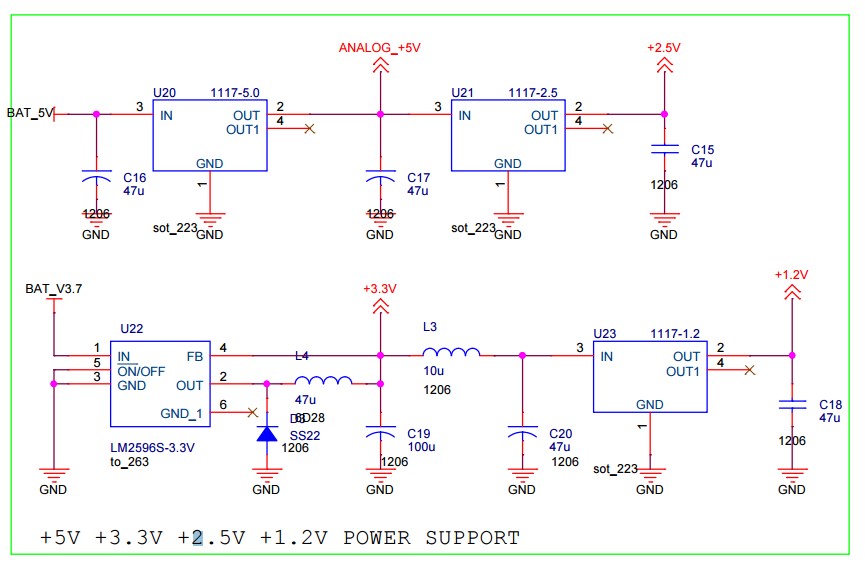 ANALOG_+5V
+2.5V
U20 1117-5.0
U21 1117-2.5
BAT_5V
3 IN OUT 2
OUT1 4
GND
1
3 IN OUT 2
OUT1 4
GND
1
C16
47u
1206
GND
sot_223
GND
C17
47u
1206
GND
sot_223
GND
C15
47u
1206
GND
BAT_V3.7
+3.3V
+1.2V
U22
1 IN FB 4
5 ON/OFF
3 GND OUT 2
GND_1 6
LM2596S-3.3V
to_263
GND
L4
47u
6D28
SS22
1206
GND
C19
100u
1206
GND
L3
10u
1206
C20
47u
1206
GND
U23 1117-1.2
3 IN OUT 2
OUT1 4
GND
1
sot_223
GND
C18
47u
1206
GND
+5V +3.3V +2.5V +1.2V POWER SUPPORT